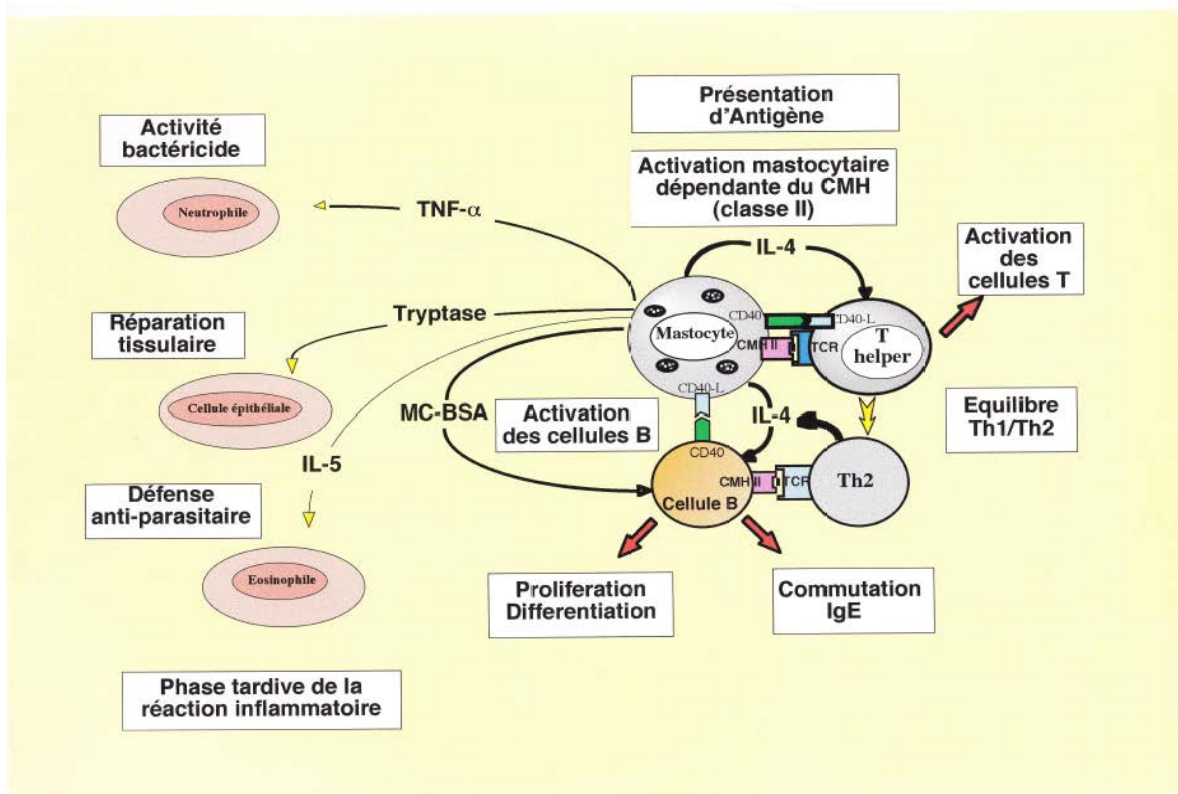 Présentation
d'Antigène
Activité
bactéricide
Activation mastocytaire
dépendante du CMH
(classe II)
Neutrophile
TNF-α
IL-4
Activation
des
cellules T
Réparation
tissulaire
Tryptase
Mastocyte
CD40
CD40-L
CMH II
TCR
T
helper
CD40-L
Cellule épithéliale
MC-BSA
Activation
des cellules B
IL-4
Equilibre
Th1/Th2
IL-5
CD40
CMH II
TCR
Th2
Cellule B
Défense
anti-parasitaire
Eosinophile
Proliferation
Differentiation
Commutation
IgE
Phase tardive de la
réaction inflammatoire